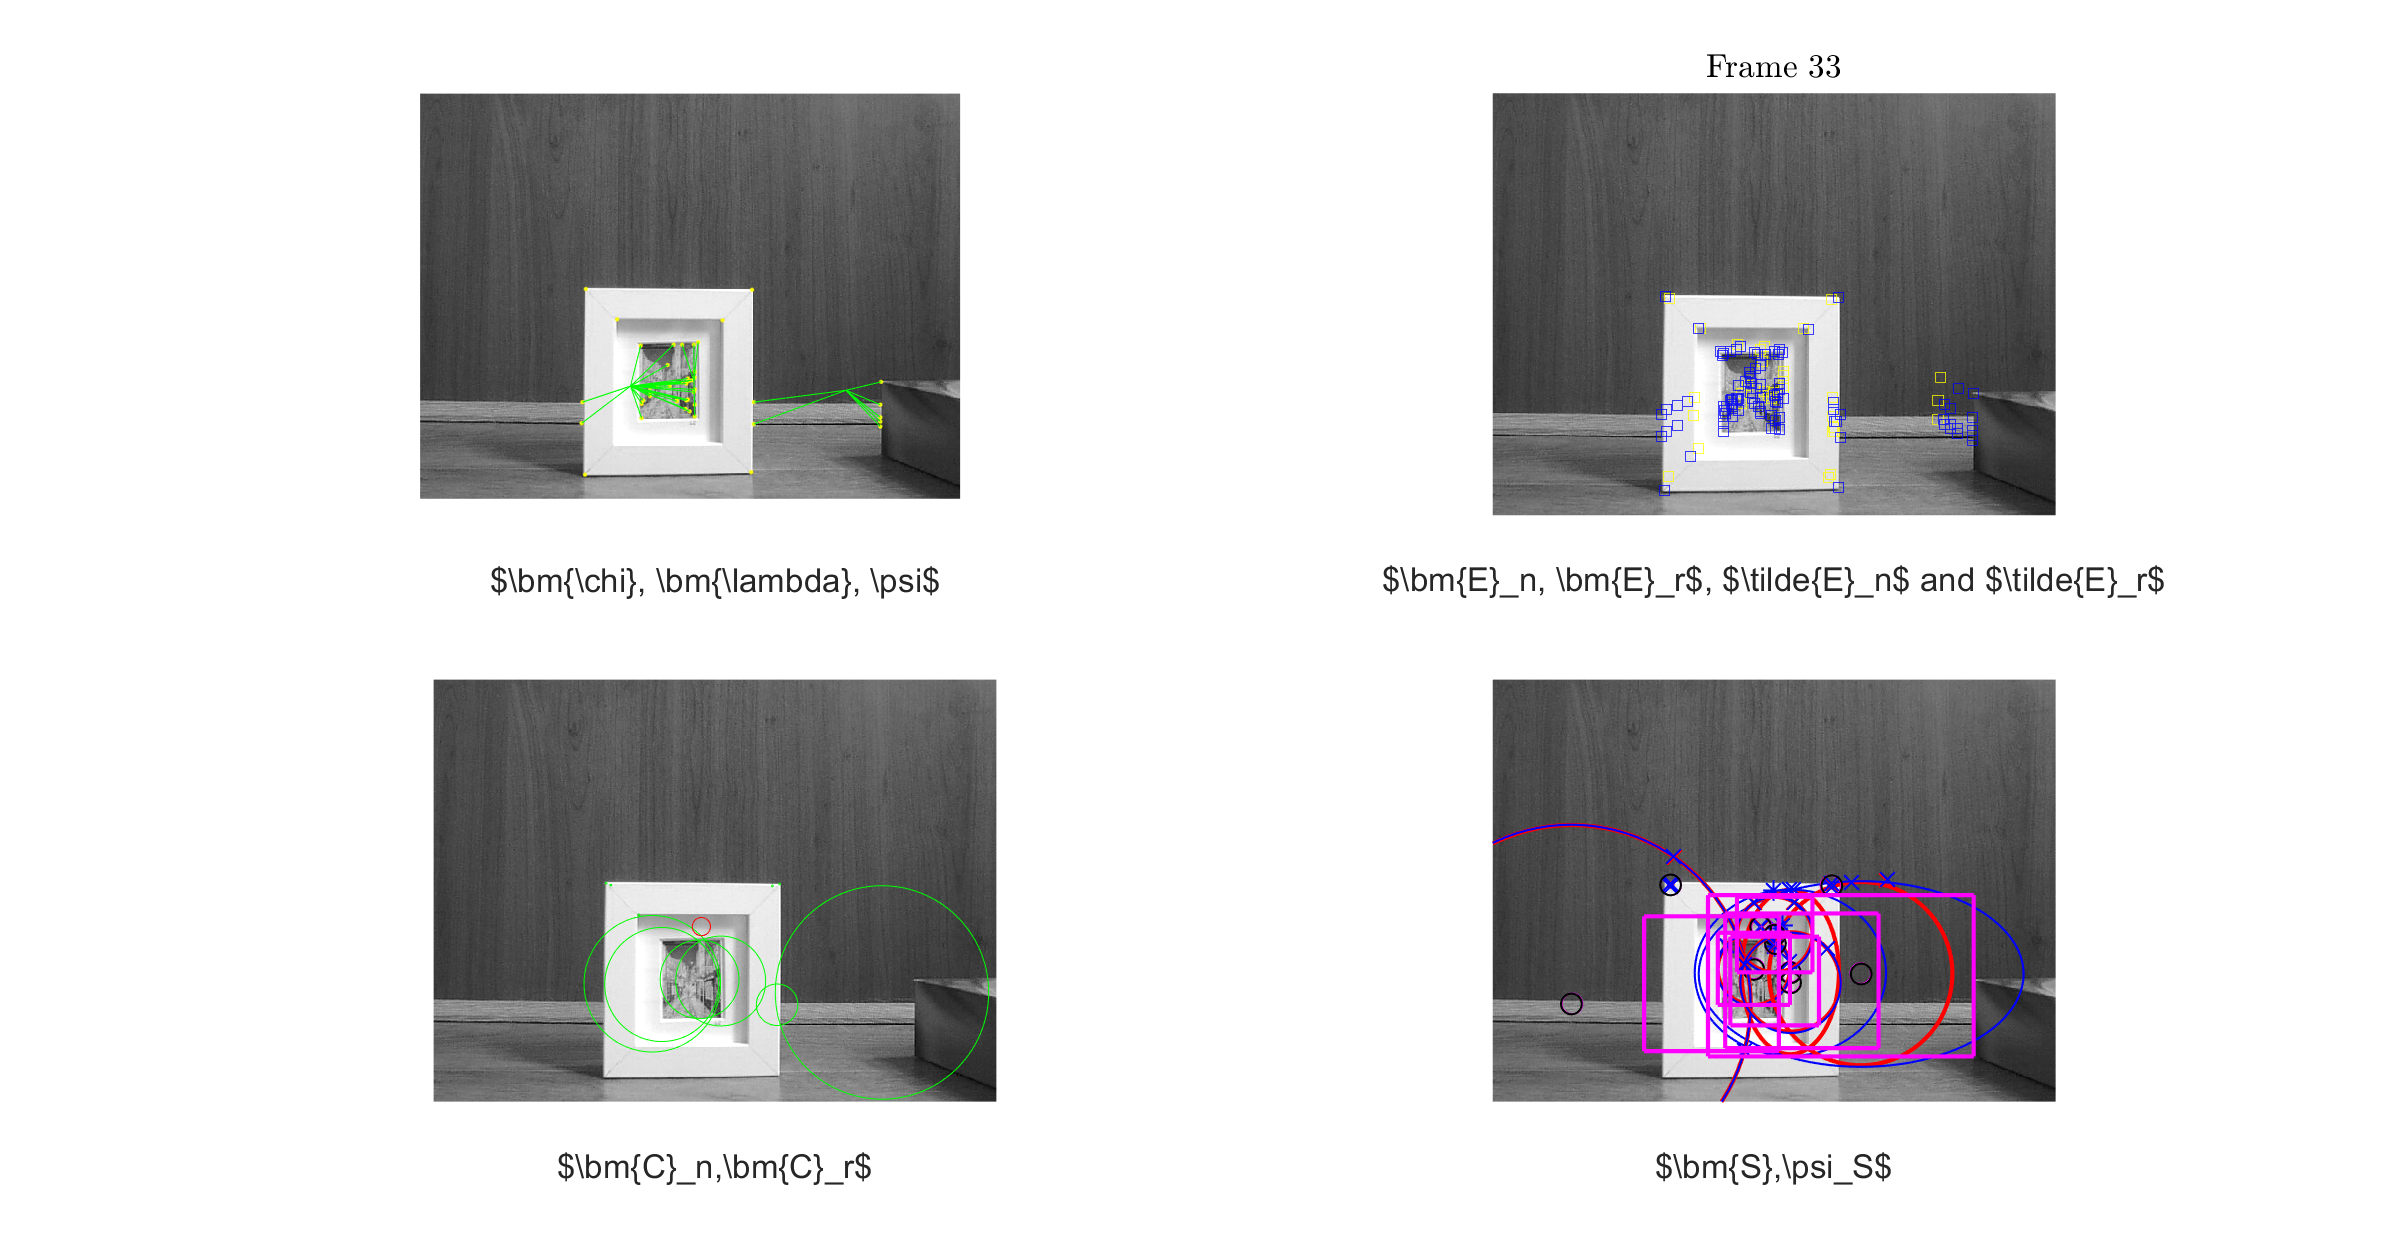 Frame 33
$\bm{\chi}, \bm{\lambda}, \psi$
$\bm{E}_n, \bm{E}_r$, $\tilde{E}_n$ and $\tilde{E}_r$
$\bm{C}_n,\bm{C}_r$
$\bm{S},\psi_S$